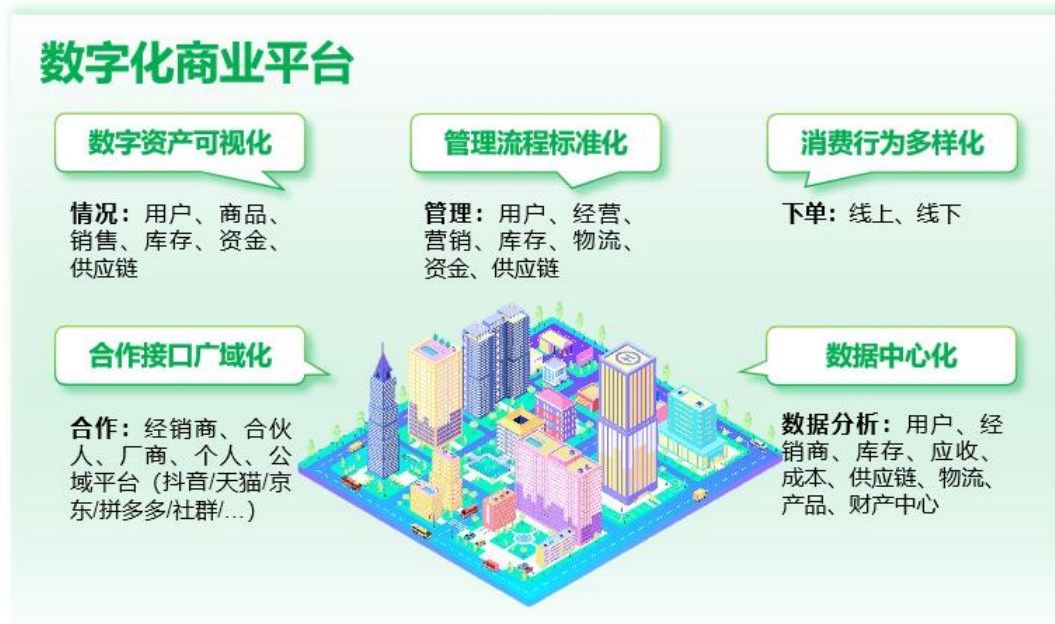 数字化商业平台
数字资产可视化
情况：用户、商品、
销售、库存、资金、
供应链
管理流程标准化
管理：用户、经营、
营销、库存、物流、
资金、供应链
消费行为多样化
下单：线上、线下
合作接口广域化
合作：经销商、合伙
人、厂商、个人、公
域平台（抖音/天猫/京
东/拼多多/社群/...）
数据中心化
数据分析：用户、经
销商、库存、应收、
成本、供应链、物流、
产品、财产中心